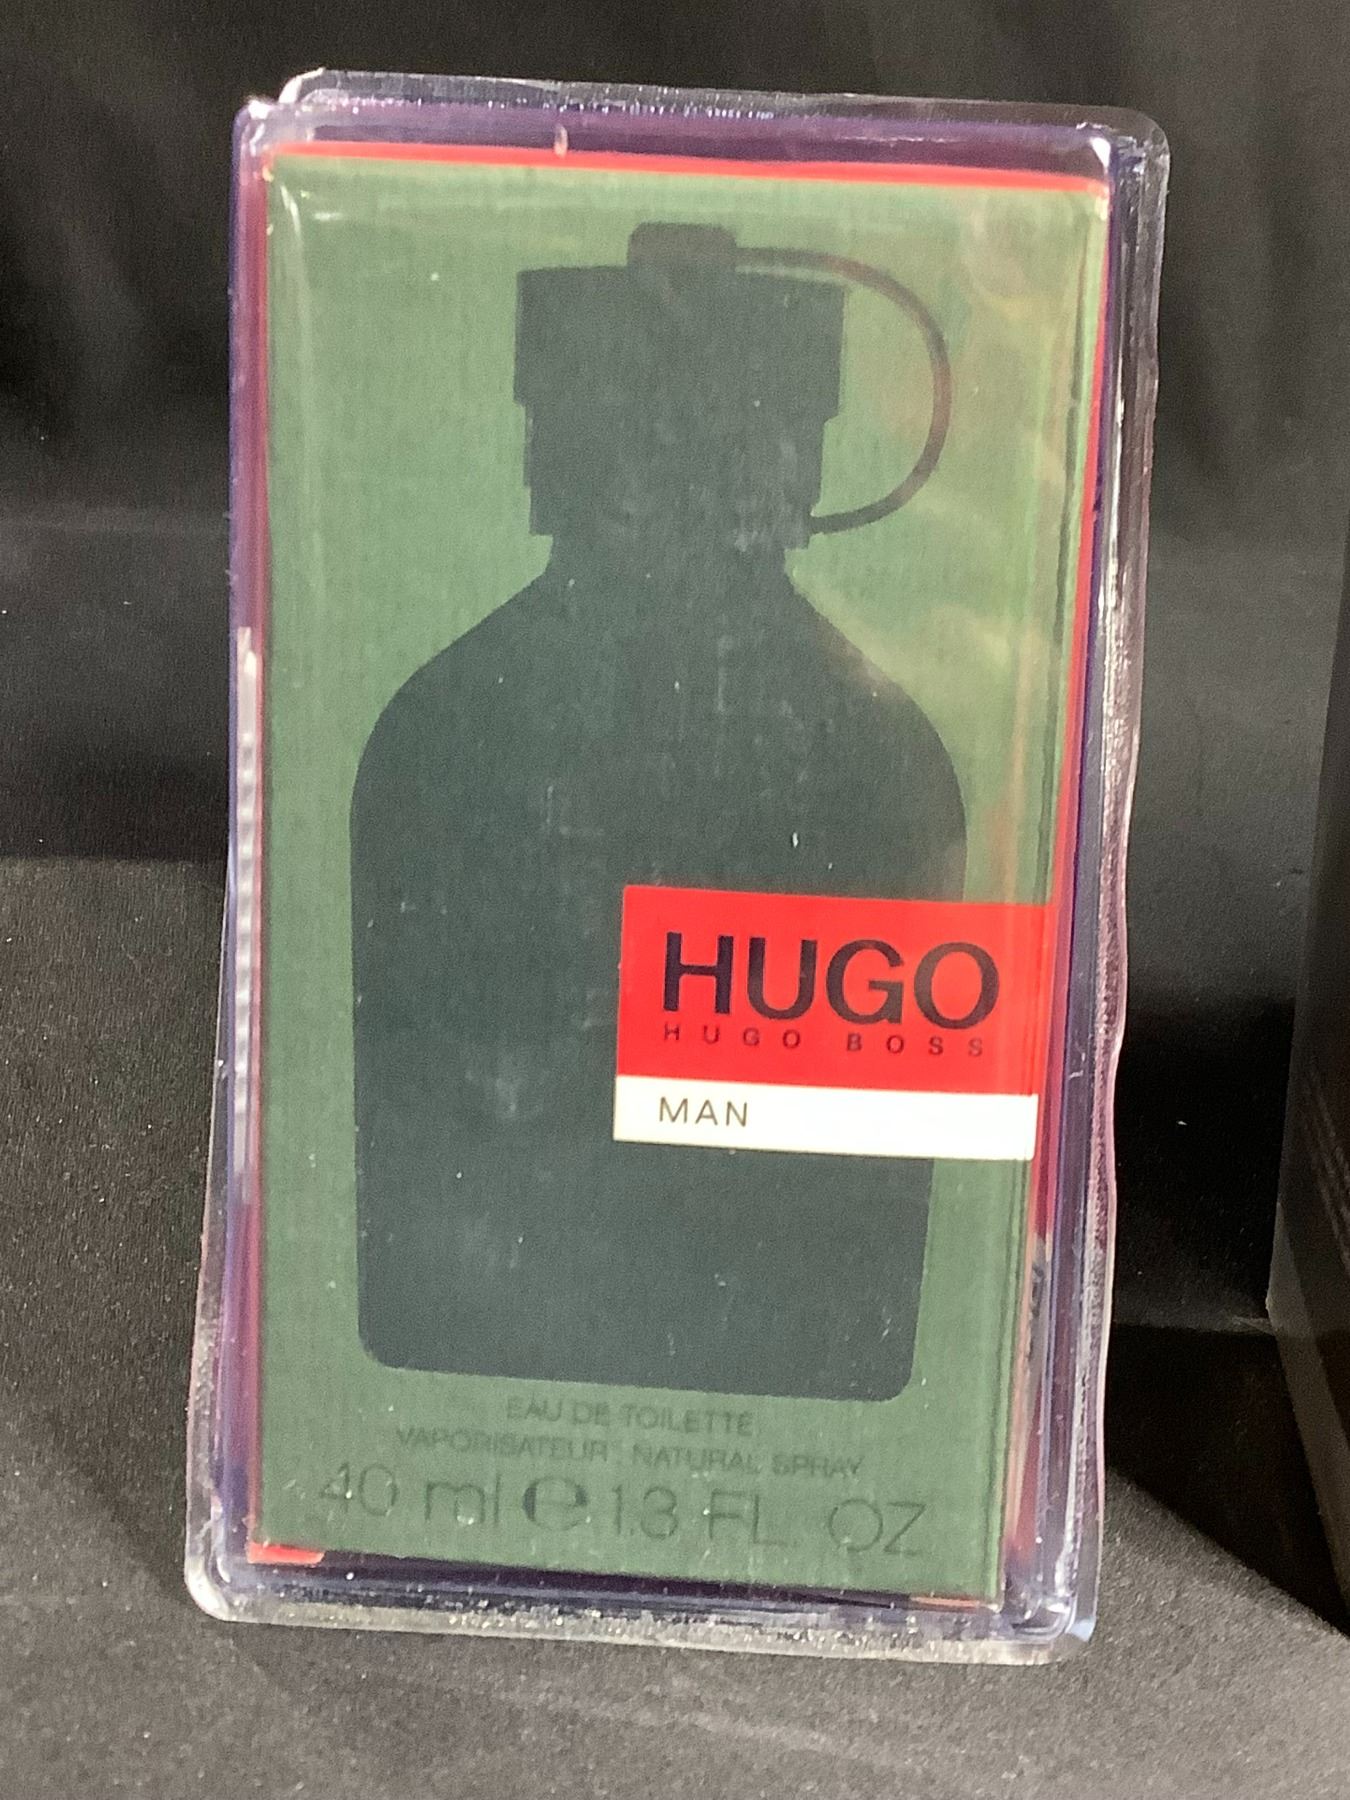 HUGO
HUGO BOSS
MAN
EAU DE TOILETTE
VAPORISATEUR . NATURAL SPRAY
40 ml ℮ 1.3 FL. OZ